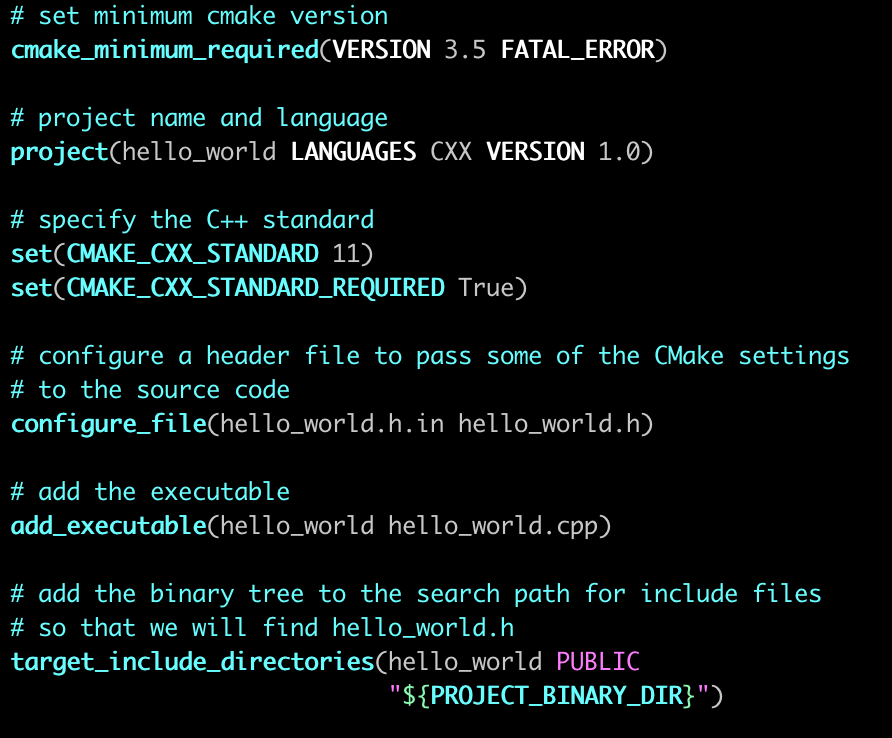 # set minimum cmake version
cmake_minimum_required(VERSION 3.5 FATAL_ERROR)
# project name and language
project(hello_world LANGUAGES CXX VERSION 1.0)
# specify the C++ standard
set(CMAKE_CXX_STANDARD 11)
set(CMAKE_CXX_STANDARD_REQUIRED True)
# configure a header file to pass some of the CMake settings
# to the source code
configure_file(hello_world.h.in hello_world.h)
# add the executable
add_executable(hello_world hello_world.cpp)
# add the binary tree to the search path for include files
# so that we will find hello_world.h
target_include_directories(hello_world PUBLIC
"${PROJECT_BINARY_DIR}")